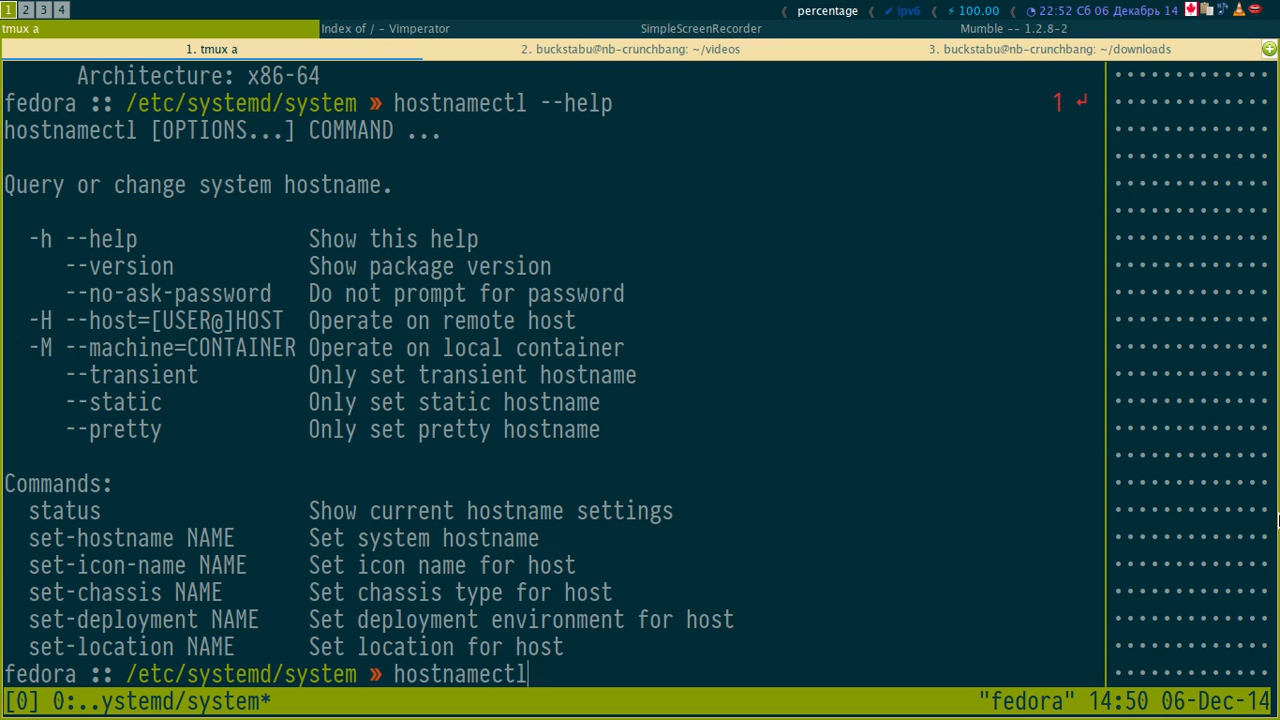 1 2 3 4 percentage ipv6 100.00 22:52 Сб 06 Декабрь 14
tmux a Index of / - Vimperator SimpleScreenRecorder Mumble -- 1.2.8-2
1. tmux a 2. buckstabu@nb-crunchbang: ~/videos 3. buckstabu@nb-crunchbang: ~/downloads
Architecture: x86-64
fedora :: /etc/systemd/system » hostnamectl --help 1 ↵
hostnamectl [OPTIONS...] COMMAND ...
Query or change system hostname.
-h --help Show this help
--version Show package version
--no-ask-password Do not prompt for password
-H --host=[USER@]HOST Operate on remote host
-M --machine=CONTAINER Operate on local container
--transient Only set transient hostname
--static Only set static hostname
--pretty Only set pretty hostname
Commands:
status Show current hostname settings
set-hostname NAME Set system hostname
set-icon-name NAME Set icon name for host
set-chassis NAME Set chassis type for host
set-deployment NAME Set deployment environment for host
set-location NAME Set location for host
fedora :: /etc/systemd/system » hostnamectl
[0] 0:..ystemd/system* "fedora" 14:50 06-Dec-14